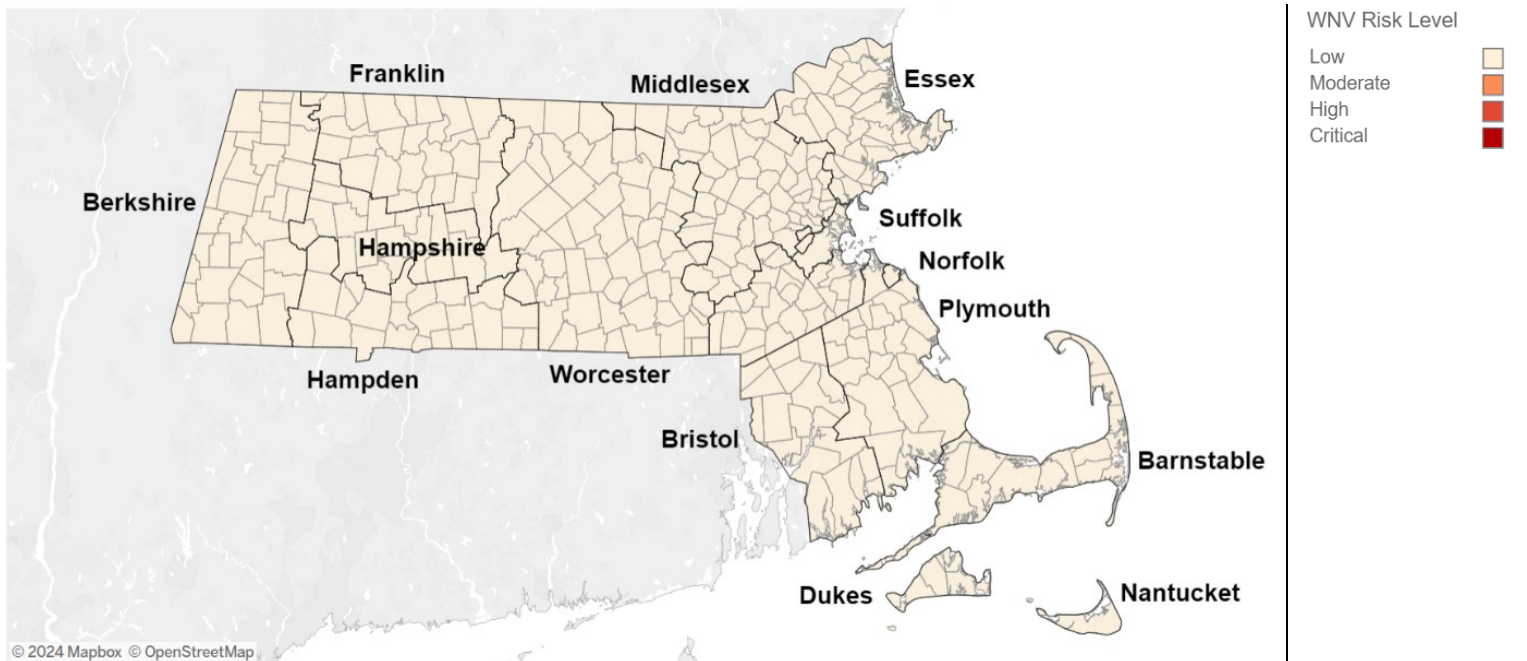 WNV Risk Level
Low
Moderate
High
Critical
Franklin
Middlesex
Essex
Berkshire
Suffolk
Hampshire
Norfolk
Plymouth
Hampden
Worcester
Bristol
Barnstable
Dukes
Nantucket
© 2024 Mapbox © OpenStreetMap